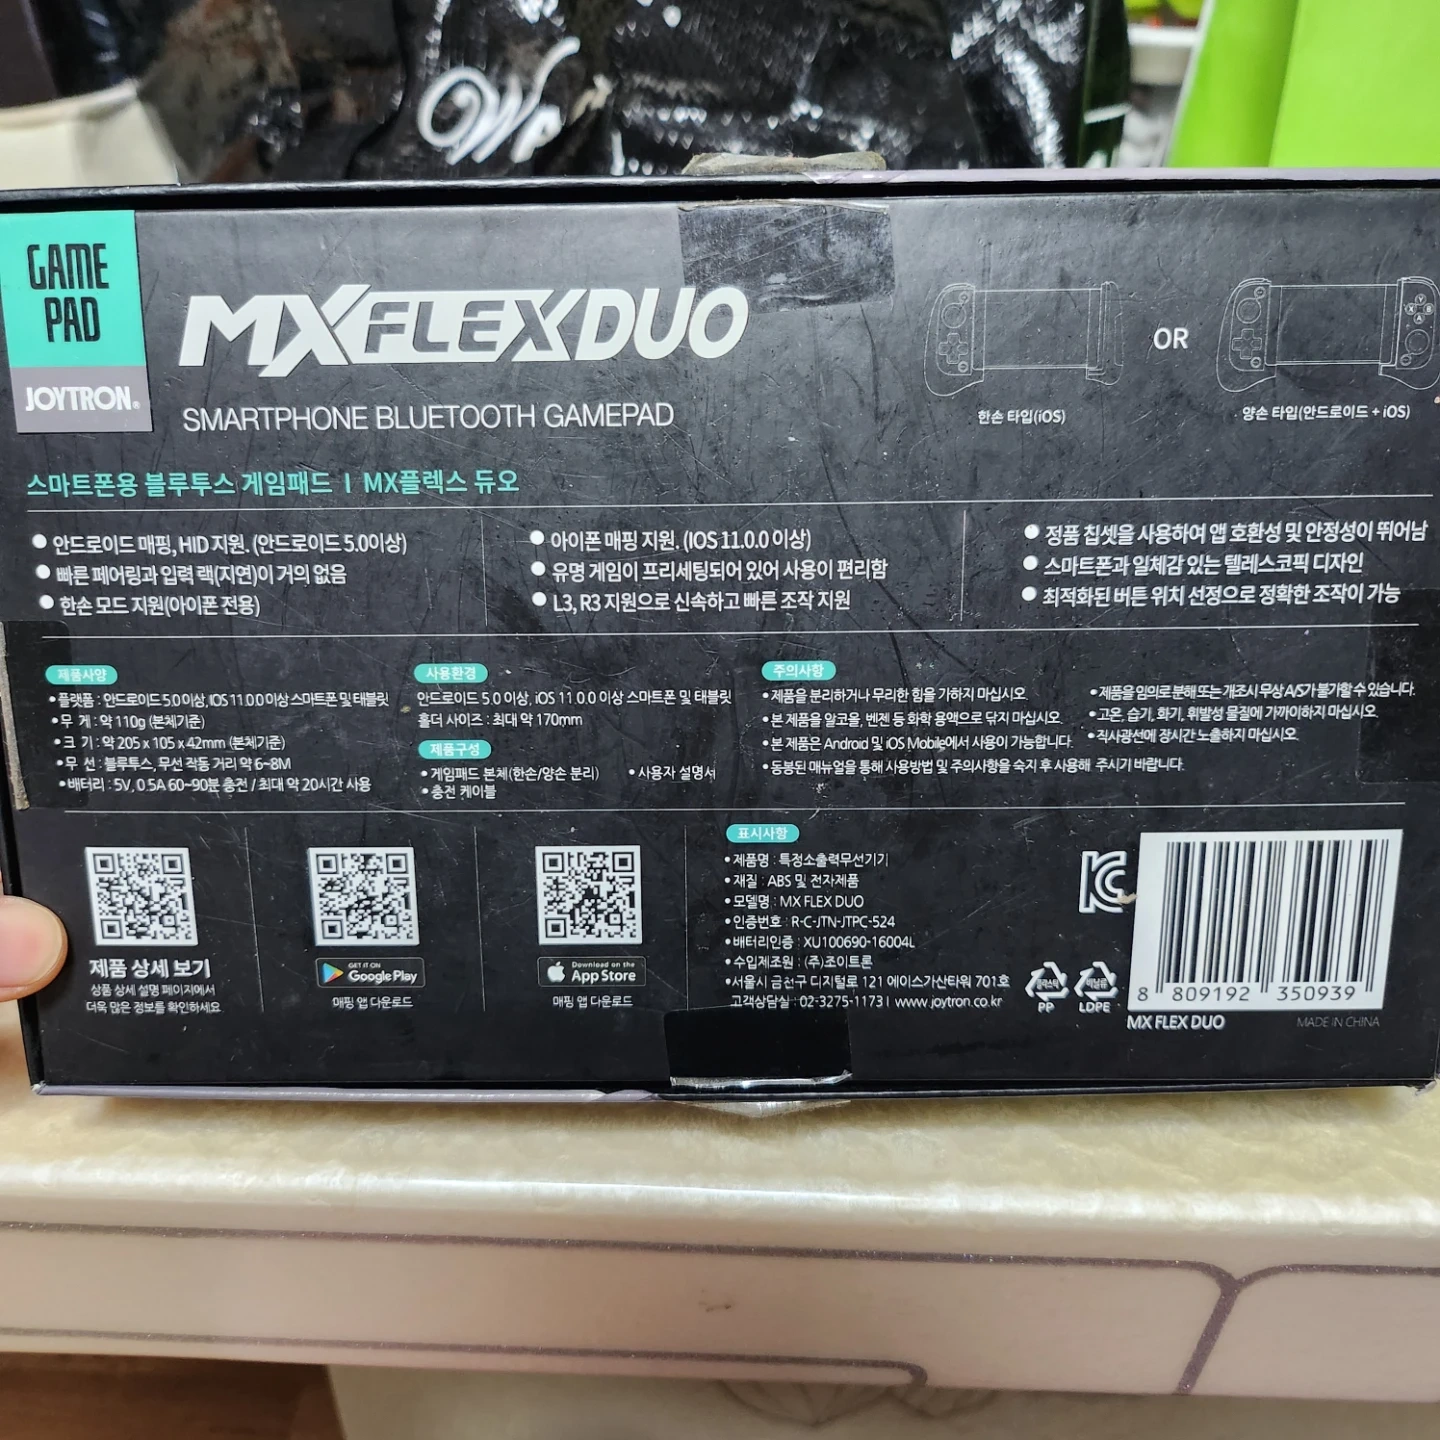 GAME
PAD
JOYTRON®
MXFLEXDUO
SMARTPHONE BLUETOOTH GAMEPAD
OR
한손 타입(iOS)
양손 타입(안드로이드 + iOS)
스마트폰용 블루투스 게임패드 | MX플렉스 듀오
● 안드로이드 매핑, HID 지원. (안드로이드 5.0이상)
● 빠른 페어링과 입력 랙(지연)이 거의 없음
● 한손 모드 지원(아이폰 전용)
● 아이폰 매핑 지원. (IOS 11.0.0 이상)
● 유명 게임이 프리세팅되어 있어 사용이 편리함
● L3, R3 지원으로 신속하고 빠른 조작 지원
● 정품 칩셋을 사용하여 앱 호환성 및 안정성이 뛰어남
● 스마트폰과 일체감 있는 텔레스코픽 디자인
● 최적화된 버튼 위치 선정으로 정확한 조작이 가능
제품사양
• 플랫폼 : 안드로이드 5.0 이상, IOS 11.0.0 이상 스마트폰 및 태블릿
• 무 게 : 약 110g (본체기준)
• 크 기 : 약 205 x 105 x 42mm (본체기준)
• 무 선 : 블루투스, 무선 작동 거리 약 6~8M
• 배터리 : 5V, 0.5A 60~90분 충전 / 최대 약 20시간 사용
사용환경
안드로이드 5.0 이상, iOS 11.0.0 이상 스마트폰 및 태블릿
홀더 사이즈 : 최대 약 170mm
제품구성
• 게임패드 본체(한손/양손 분리) • 사용자 설명서
• 충전 케이블
주의사항
• 제품을 분리하거나 무리한 힘을 가하지 마십시오.
• 본 제품을 알코올, 벤젠 등 화학 용액으로 닦지 마십시오.
• 본 제품은 Android 및 iOS Mobile에서 사용이 가능합니다.
• 동봉된 매뉴얼을 통해 사용방법 및 주의사항을 숙지 후 사용해 주시기 바랍니다.
• 제품을 임의로 분해 또는 개조시 무상 A/S가 불가할 수 있습니다.
• 고온, 습기, 화기, 휘발성 물질에 가까이하지 마십시오.
• 직사광선에 장시간 노출하지 마십시오.
제품 상세 보기
상품 상세 설명 페이지에서
더욱 많은 정보를 확인하세요
GET IT ON
Google Play
매핑 앱 다운로드
Download on the
App Store
매핑 앱 다운로드
표시사항
• 제품명 : 특정소출력무선기기
• 재질 : ABS 및 전자제품
• 모델명 : MX FLEX DUO
• 인증번호 : R-C-JTN-JTPC-524
• 배터리인증 : XU100690-16004L
• 수입제조원 : (주)조이트론
• 서울시 금천구 디지털로 121 에이스가산타워 701호
고객상담실 : 02-3275-1173 | www.joytron.co.kr
플라스틱
PP
비닐류
LDPE
8 809192 350939
MX FLEX DUO
MADE IN CHINA